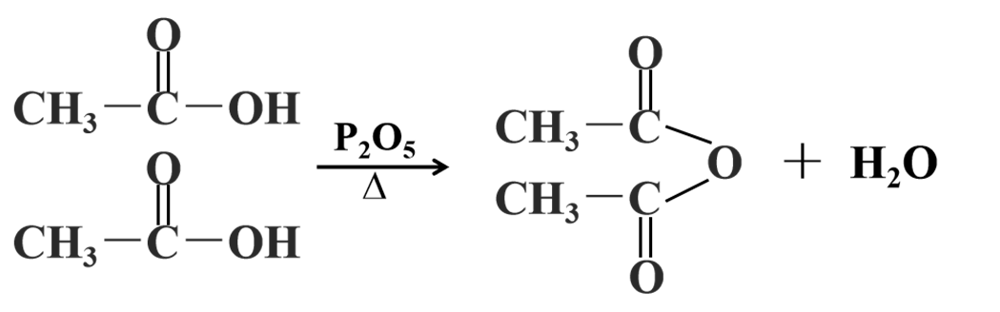 O
CH₃—C—OH
O
CH₃—C—OH
P₂O₅
Δ
O
CH₃—C
O
CH₃—C
O
+ H₂O